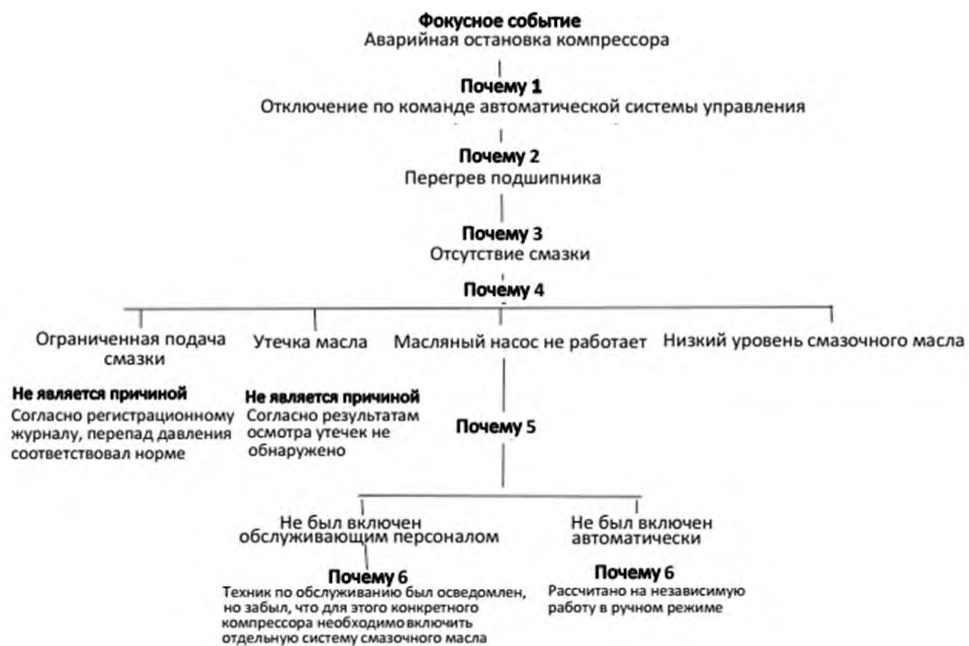 Фокусное событие
Аварийная остановка компрессора
Почему 1
Отключение по команде автоматической системы управления
Почему 2
Перегрев подшипника
Почему 3
Отсутствие смазки
Почему 4
Ограниченная подача
смазки
Утечка масла
Масляный насос не работает
Низкий уровень смазочного масла
Не является причиной
Согласно регистрационному
журналу, перепад давления
соответствовал норме
Не является причиной
Согласно результатам
осмотра утечек не
обнаружено
Почему 5
Не был включен
обслуживающим персоналом
Не был включен
автоматически
Почему 6
Техник по обслуживанию был осведомлен,
но забыл, что для этого конкретного
компрессора необходимо включить
отдельную систему смазочного масла
Почему 6
Рассчитано на независимую
работу в ручном режиме